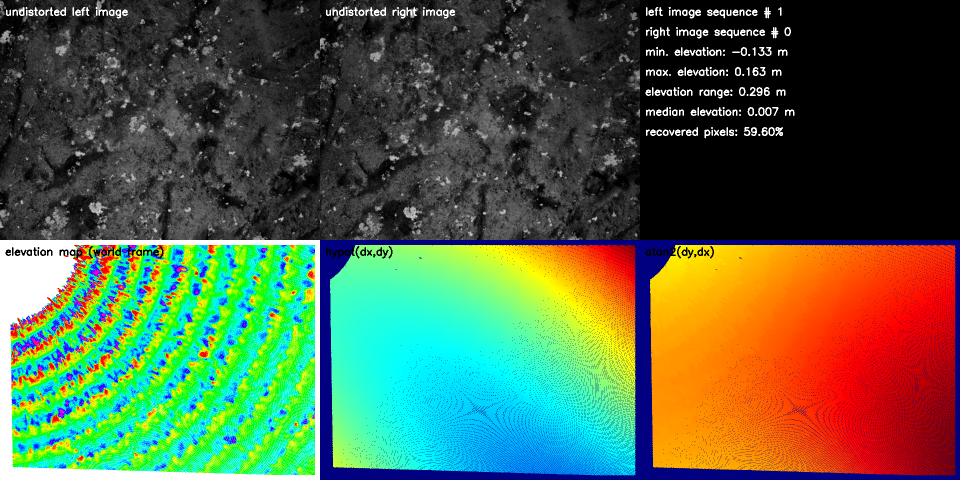 undistorted left image
undistorted right image
left image sequence # 1
right image sequence # 0
min. elevation: −0.133 m
max. elevation: 0.163 m
elevation range: 0.296 m
median elevation: 0.007 m
recovered pixels: 59.60%
elevation map (world frame)
hypot(dx,dy)
atan2(dy,dx)